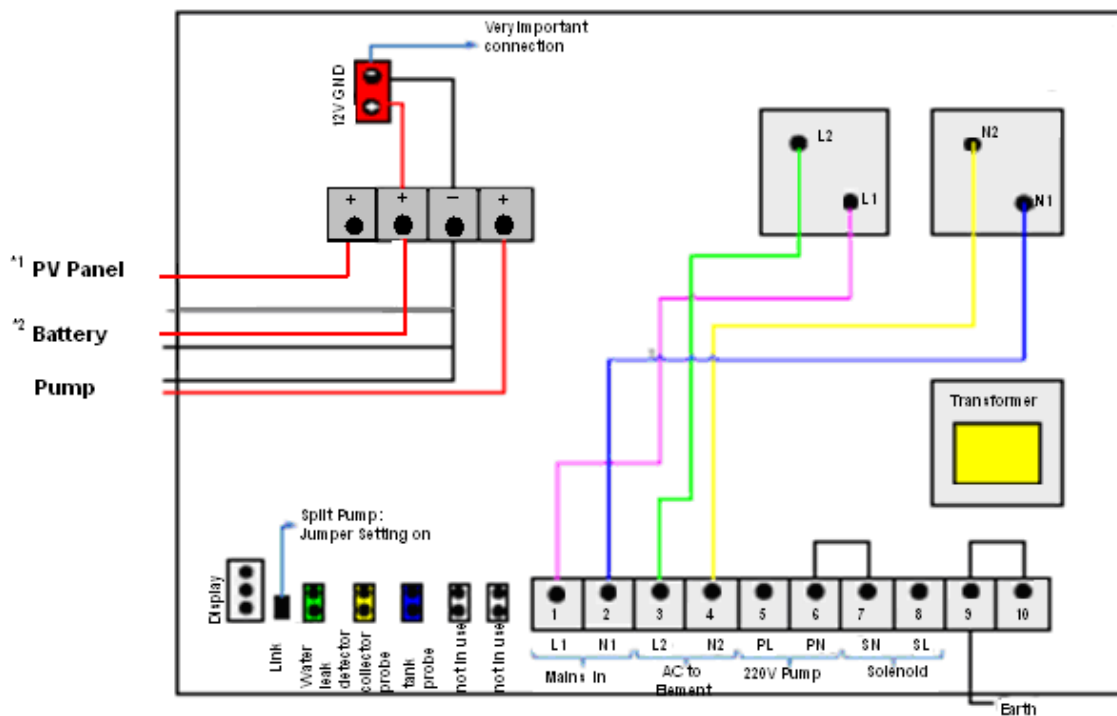 Very important
connection
12V GND
L2
L1
N2
N1
+ + − +
*1 PV Panel
*2 Battery
Pump
Transformer
Split Pump:
Jumper Setting on
Display
Link
Water
leak
detector
collector
probe
tank
probe
not in use
not in use
1 2 3 4 5 6 7 8 9 10
L1 N1 L2 N2 PL PN SN SL
Mains In
AC to
Element
220V Pump
Solenoid
Earth